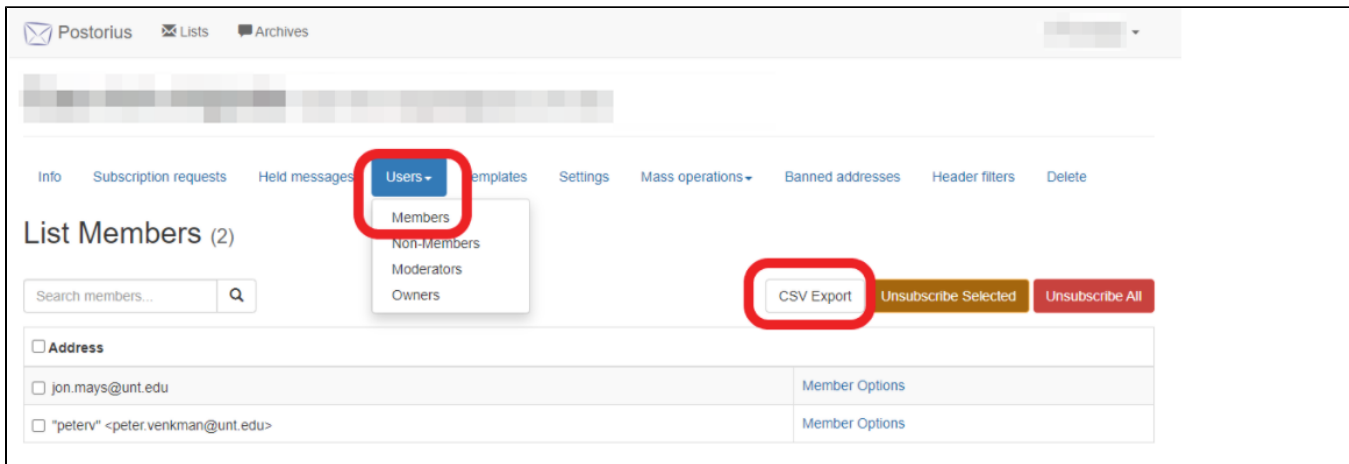 Postorius Lists Archives
Info Subscription requests Held messages Users Templates Settings Mass operations Banned addresses Header filters Delete
Members
List Members (2)
Non-Members
Moderators
Search members... Owners CSV Export Unsubscribe Selected Unsubscribe All
Address
jon.mays@unt.edu Member Options
"peterv" <peter.venkman@unt.edu> Member Options